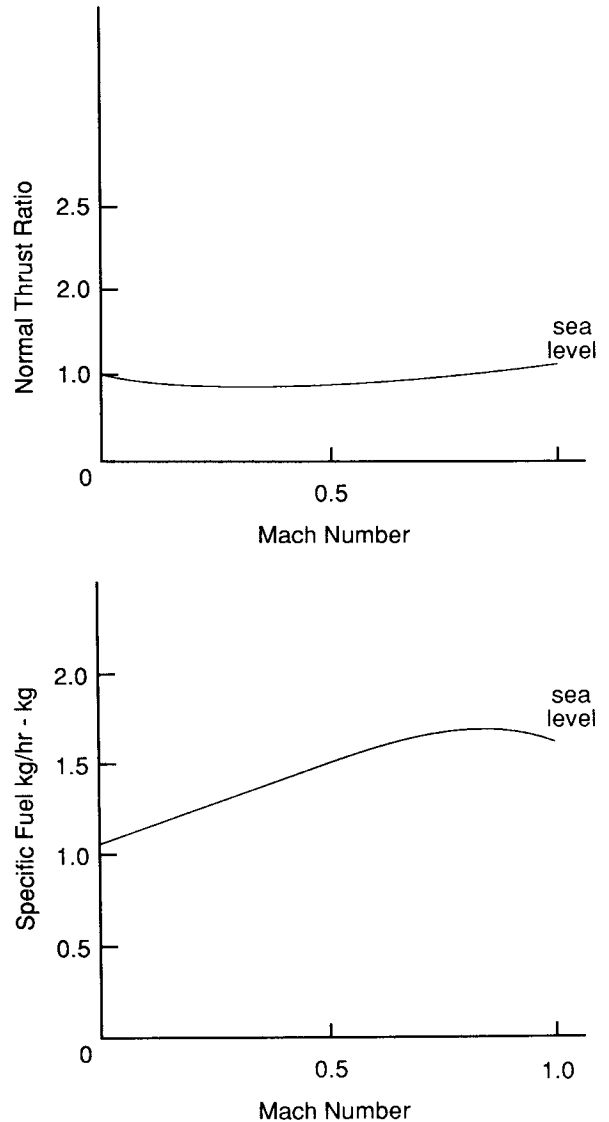 Normal Thrust Ratio
2.5
2.0
1.0
0
sea
level
0.5
Mach Number
Specific Fuel kg/hr - kg
2.0
1.5
1.0
0.5
0
sea
level
0.5
1.0
Mach Number